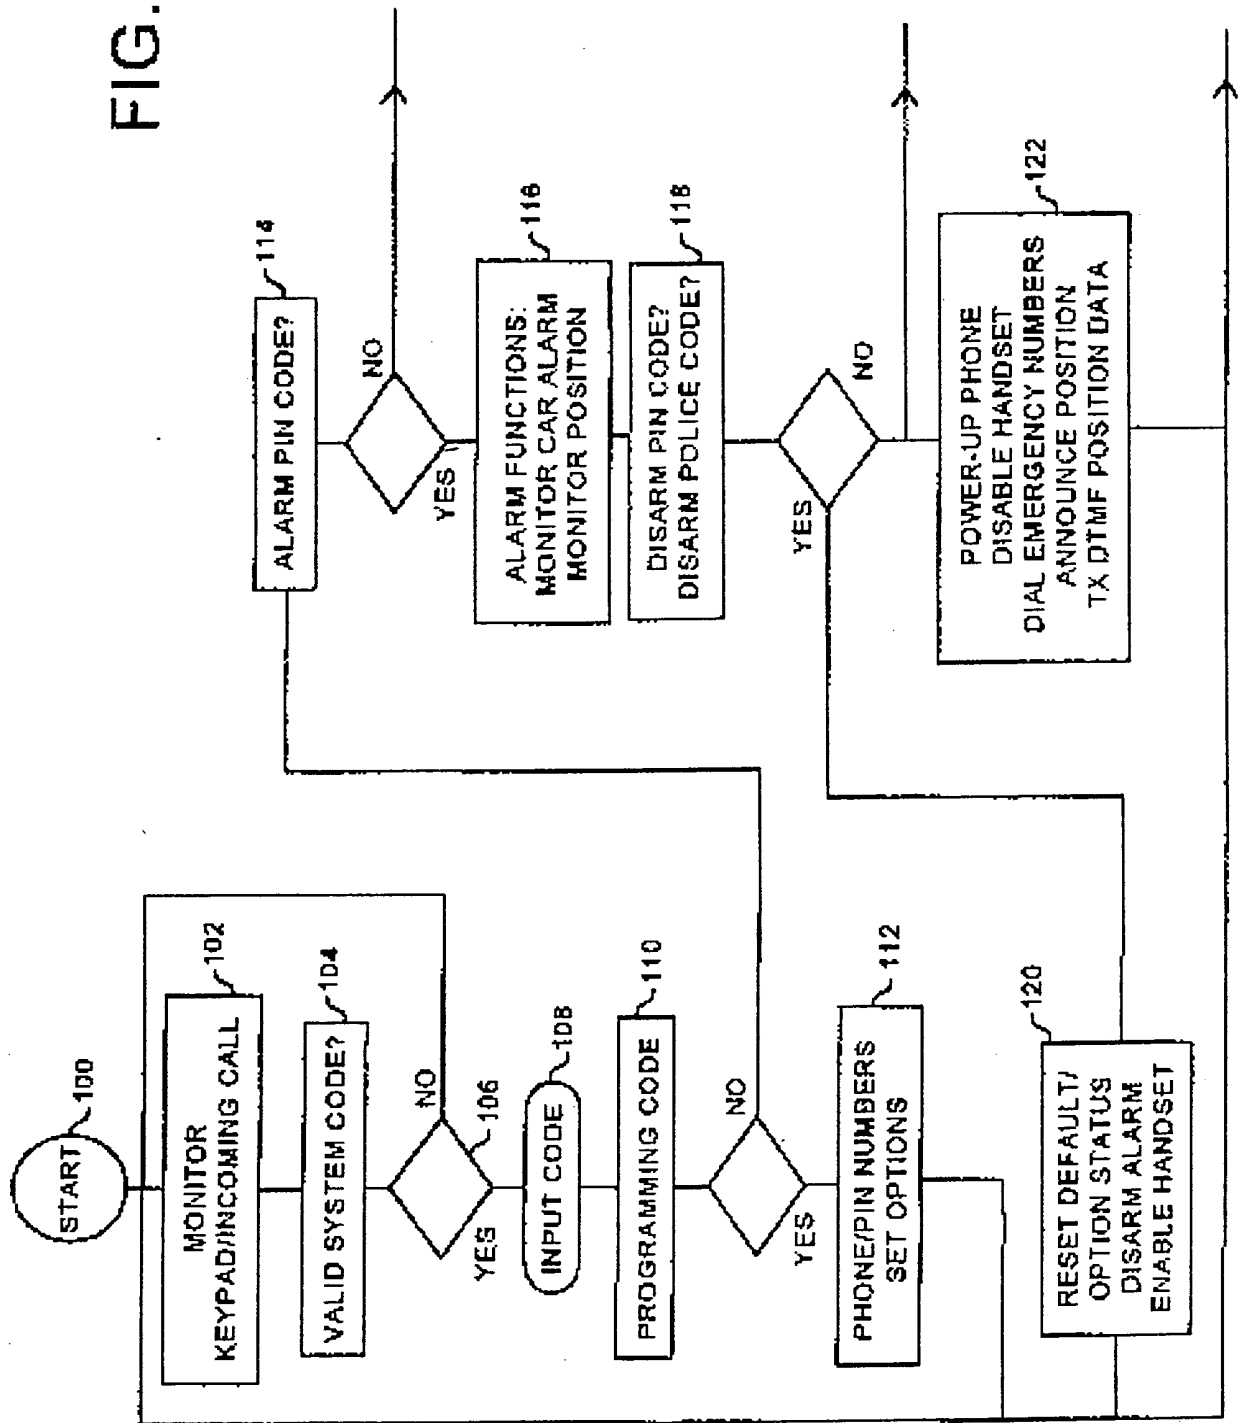 FIG.
START
100
MONITOR
KEYPAD/INCOMING CALL
102
VALID SYSTEM CODE?
104
NO
106
YES
INPUT CODE
108
PROGRAMMING CODE
110
NO
YES
PHONE/PIN NUMBERS
SET OPTIONS
112
RESET DEFAULT/
OPTION STATUS
DISARM ALARM
ENABLE HANDSET
120
ALARM PIN CODE?
114
NO
YES
ALARM FUNCTIONS:
MONITOR CAR ALARM
MONITOR POSITION
116
DISARM PIN CODE?
DISARM POLICE CODE?
118
YES
NO
POWER-UP PHONE
DISABLE HANDSET
DIAL EMERGENCY NUMBERS
ANNOUNCE POSITION
TX DTMF POSITION DATA
122